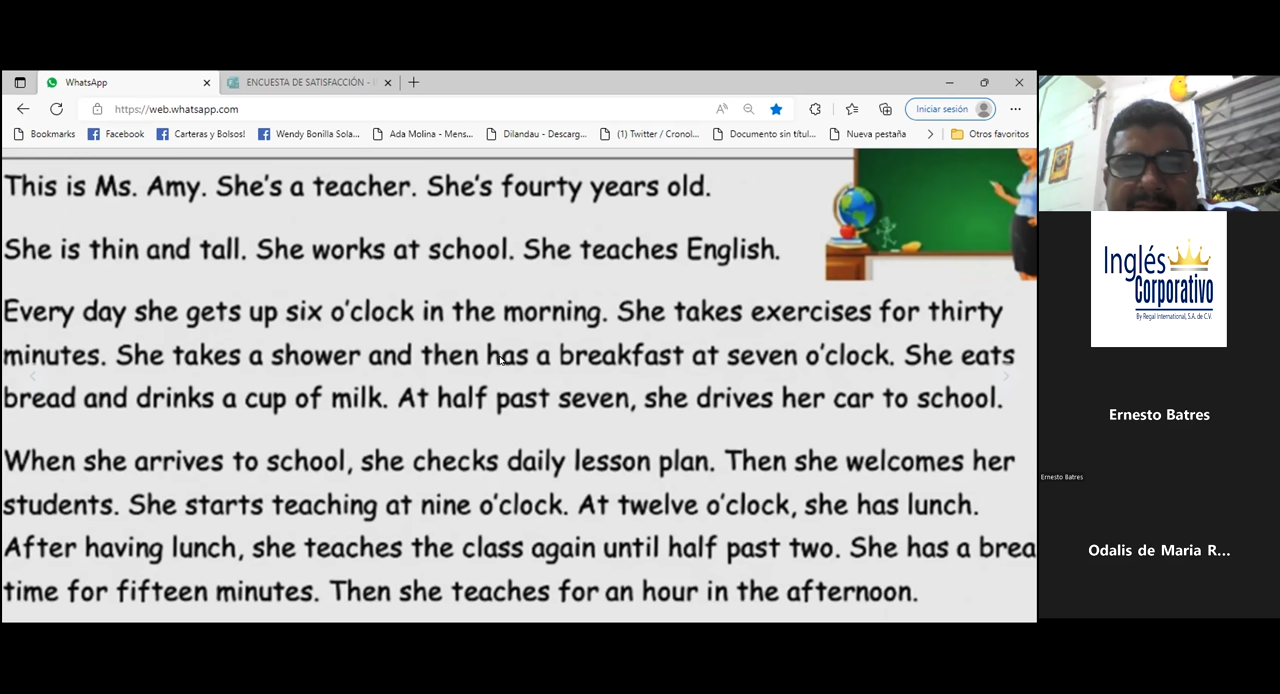 WhatsApp
ENCUESTA DE SATISFACCIÓN -
https://web.whatsapp.com
Iniciar sesión
Bookmarks
Facebook
Carteras y Bolsos!
Wendy Bonilla Sola...
Ada Molina - Mens...
Dilandau - Descarg...
(1) Twitter / Cronol...
Documento sin títul...
Nueva pestaña
Otros favoritos
This is Ms. Amy. She's a teacher. She's fourty years old.
She is thin and tall. She works at school. She teaches English.
Every day she gets up six o'clock in the morning. She takes exercises for thirty
minutes. She takes a shower and then has a breakfast at seven o'clock. She eats
bread and drinks a cup of milk. At half past seven, she drives her car to school.
When she arrives to school, she checks daily lesson plan. Then she welcomes her
students. She starts teaching at nine o'clock. At twelve o'clock, she has lunch.
After having lunch, she teaches the class again until half past two. She has a brea
time for fifteen minutes. Then she teaches for an hour in the afternoon.
Inglés
Corporativo
By Regal International, S.A. de C.V.
Ernesto Batres
Ernesto Batres
Odalis de Maria R...